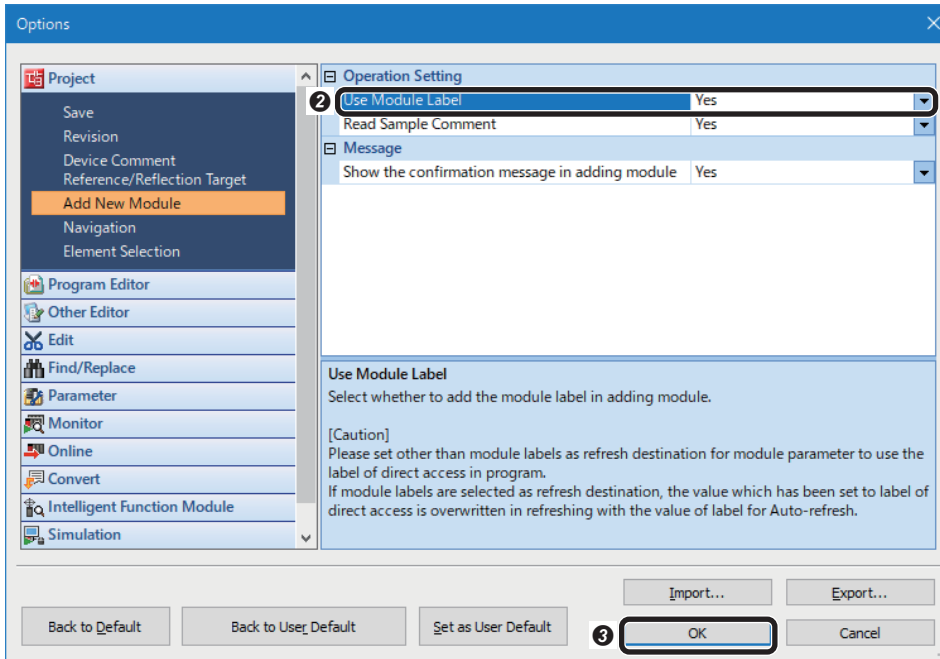 Options
Project
Save
Revision
Device Comment
Reference/Reflection Target
Add New Module
Navigation
Element Selection
Program Editor
Other Editor
Edit
Find/Replace
Parameter
Monitor
Online
Convert
Intelligent Function Module
Simulation
Operation Setting
❷ Use Module Label Yes
Read Sample Comment Yes
Message
Show the confirmation message in adding module Yes
Use Module Label
Select whether to add the module label in adding module.
[Caution]
Please set other than module labels as refresh destination for module parameter to use the
label of direct access in program.
If module labels are selected as refresh destination, the value which has been set to label of
direct access is overwritten in refreshing with the value of label for Auto-refresh.
Import... Export...
Back to Default Back to User Default Set as User Default ❸ OK Cancel